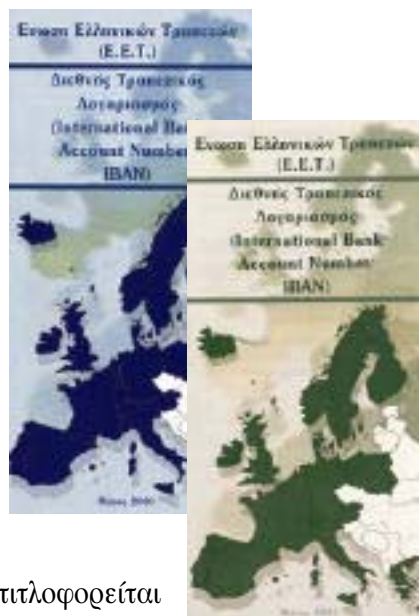 Ένωση Ελληνικών Τραπεζών
(Ε.Ε.Τ.)
Διεθνής Τραπεζικός
Λογαριασμός
(International Bank
Account Number
IBAN)
Ένωση Ελληνικών Τραπεζών
(Ε.Ε.Τ.)
Διεθνής Τραπεζικός
Λογαριασμός
(International Bank
Account Number
IBAN)
τιτλοφορείται